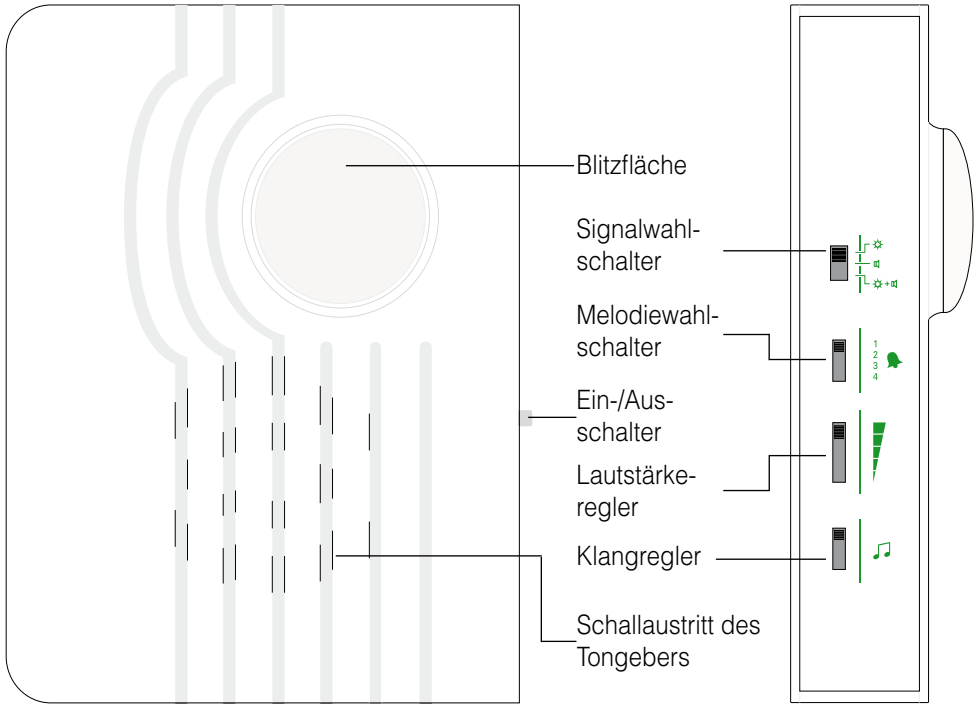 Blitzfläche
Signalwahl-
schalter
Melodiewahl-
schalter
Ein-/Aus-
schalter
Lautstärke-
regler
Klangregler
Schallaustritt des
Tongebers
+
1
2
3
4